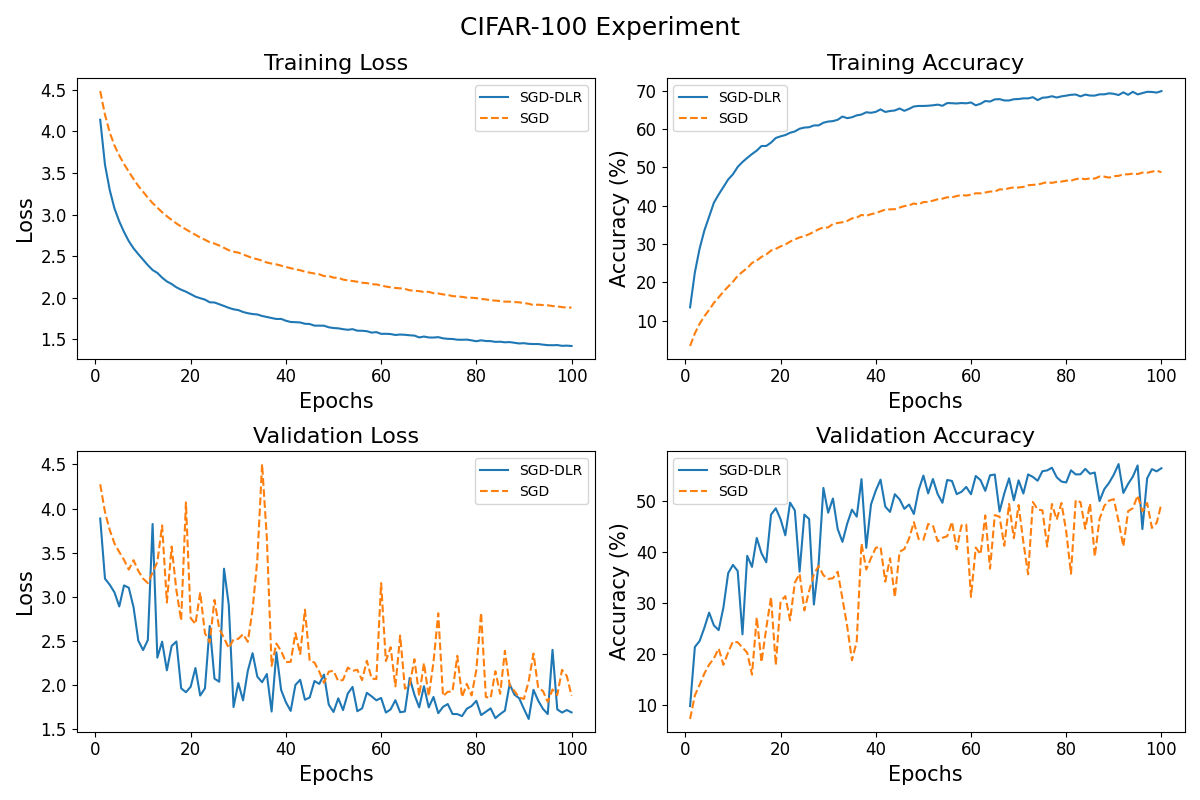 CIFAR-100 Experiment
Training Loss
4.5
4.0
3.5
3.0
2.5
2.0
1.5
Loss
SGD-DLR
SGD
0 20 40 60 80 100
Epochs
Training Accuracy
70
60
50
40
30
20
10
Accuracy (%)
SGD-DLR
SGD
0 20 40 60 80 100
Epochs
Validation Loss
4.5
4.0
3.5
3.0
2.5
2.0
1.5
Loss
SGD-DLR
SGD
0 20 40 60 80 100
Epochs
Validation Accuracy
50
40
30
20
10
Accuracy (%)
SGD-DLR
SGD
0 20 40 60 80 100
Epochs